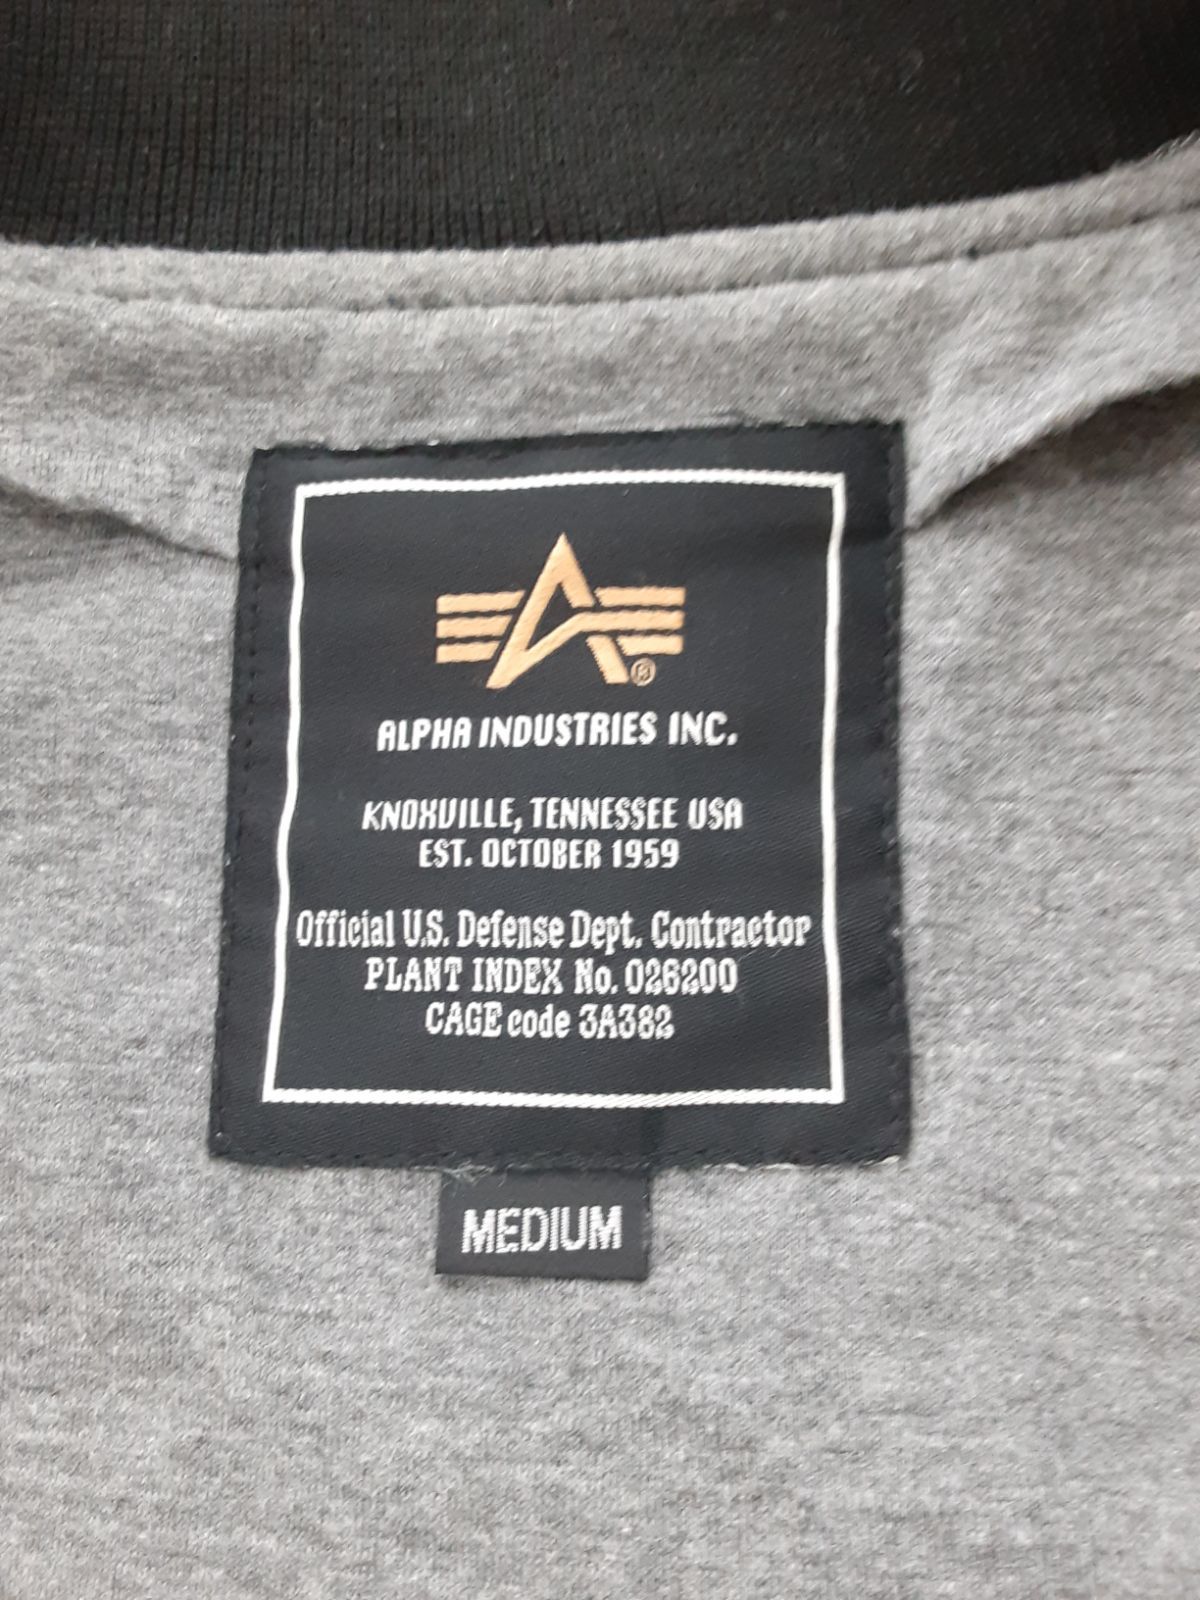 ALPHA INDUSTRIES INC.
KNOXVILLE, TENNESSEE USA
EST. OCTOBER 1959
Official U.S. Defense Dept. Contractor
PLANT INDEX No. 026200
CAGE code 3A382
MEDIUM